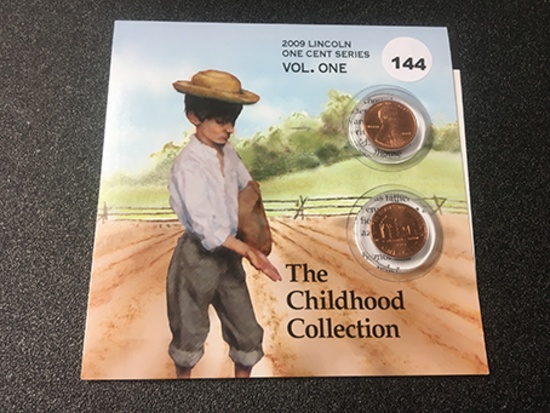 2009 LINCOLN
ONE CENT SERIES
VOL. ONE
144
The
Childhood
Collection